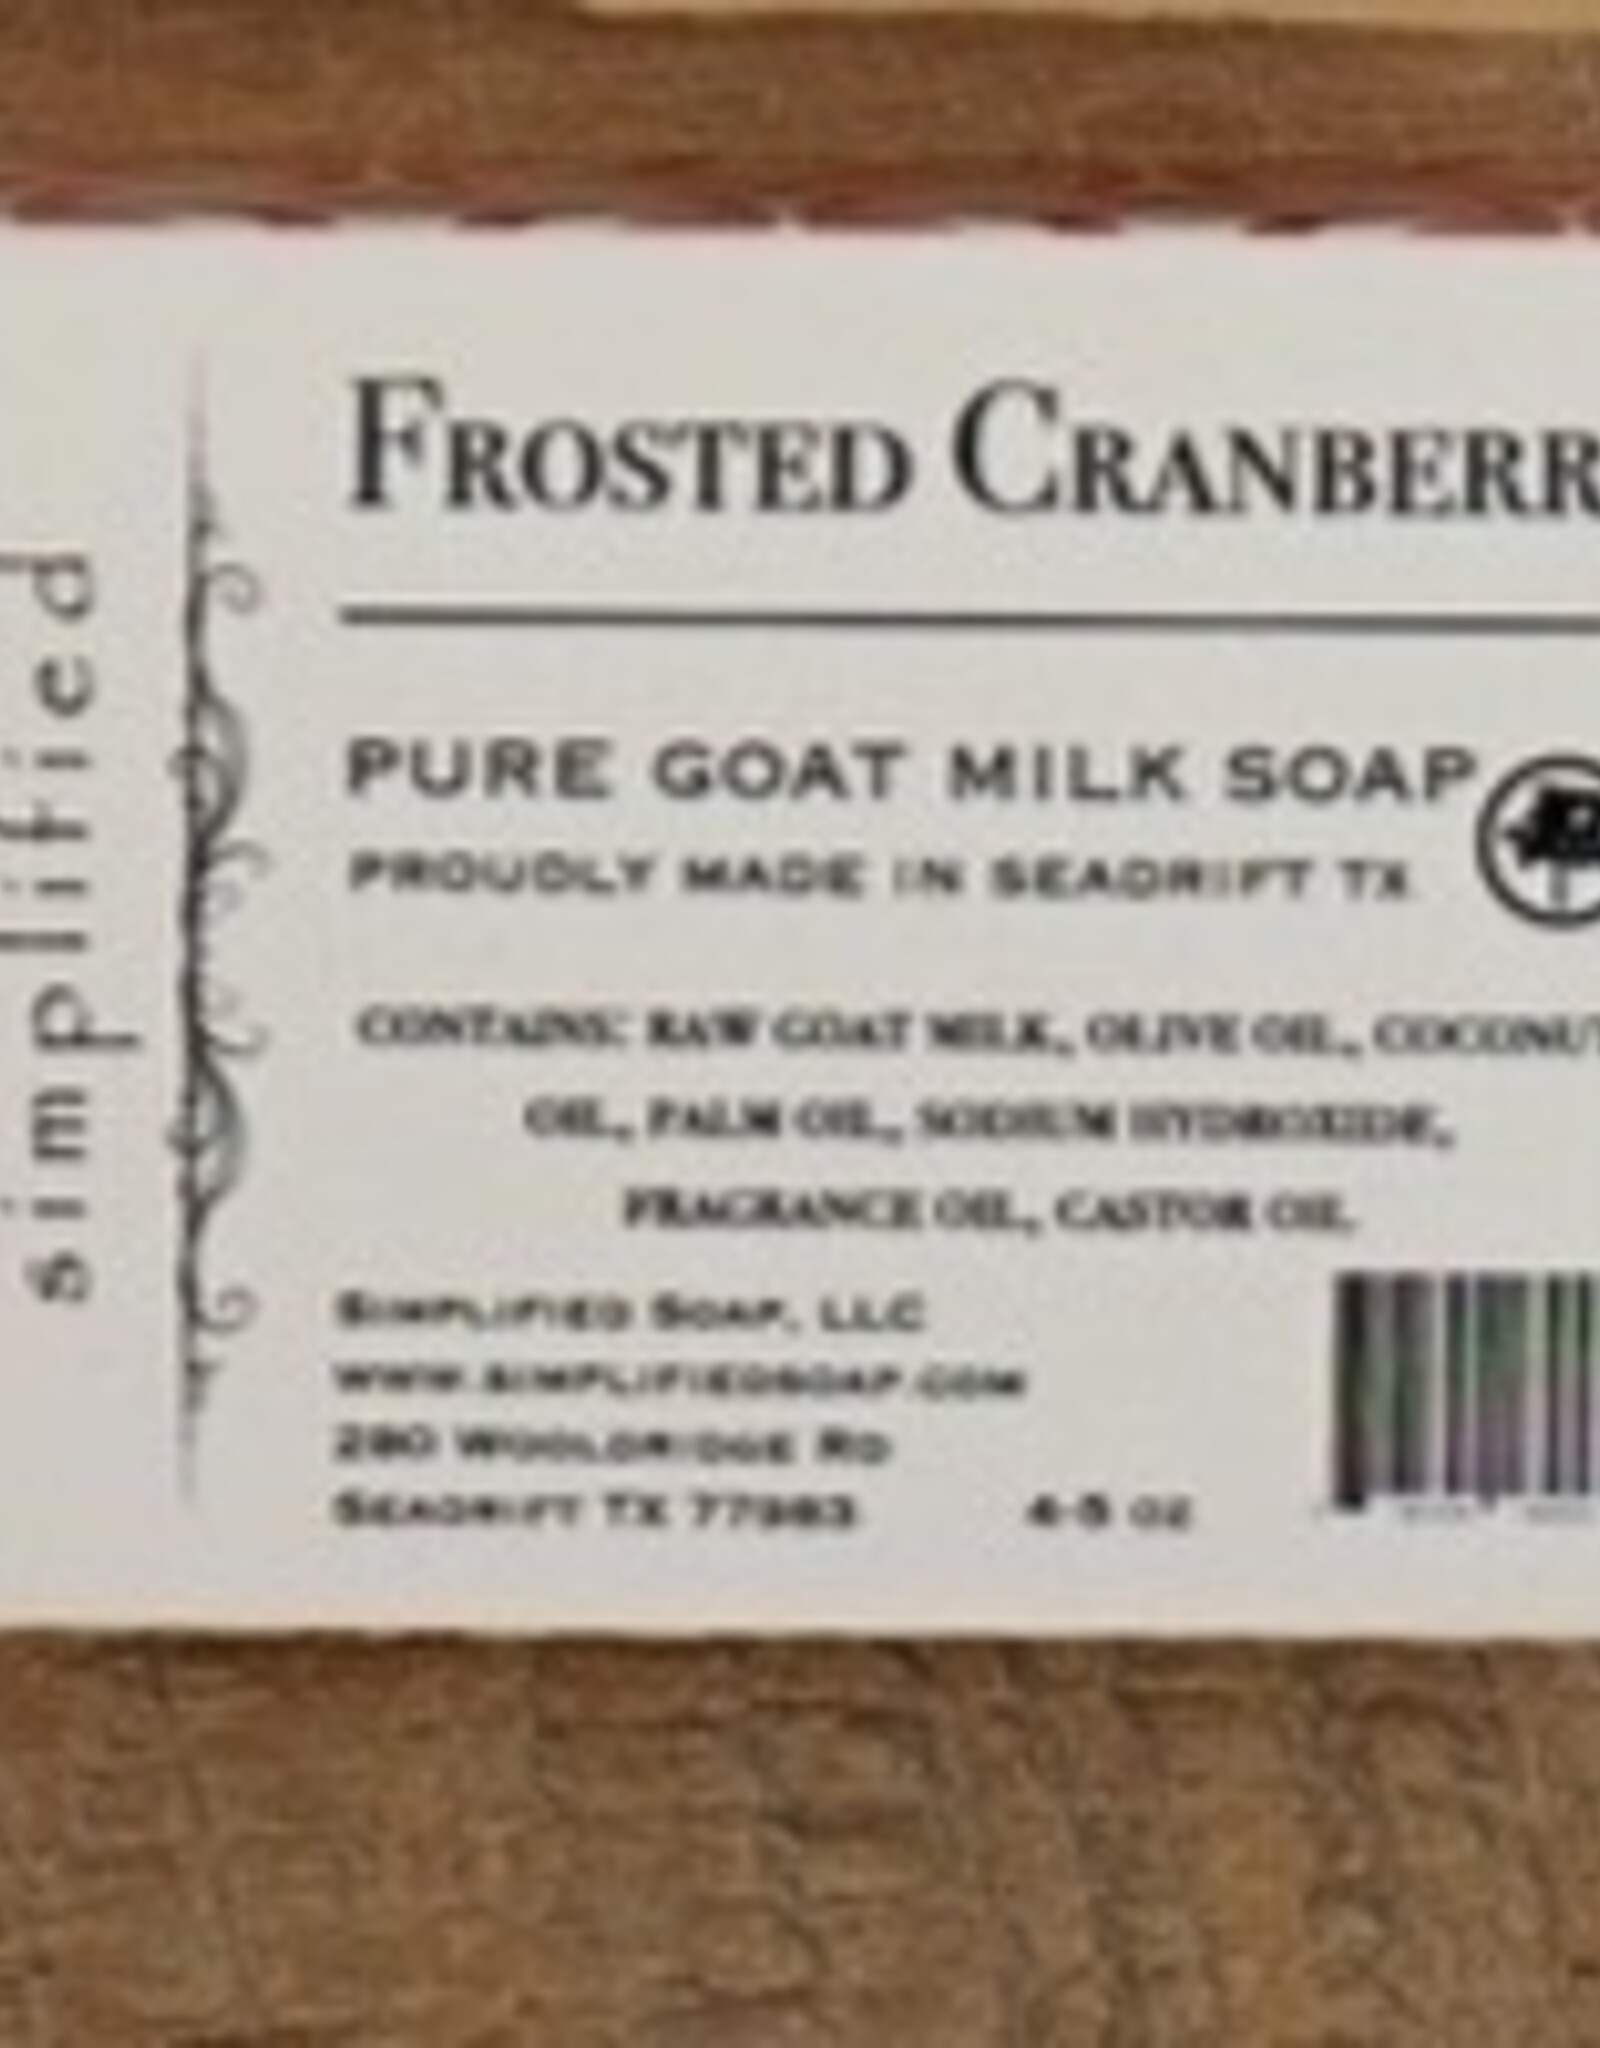 simplified
FROSTED CRANBERR
PURE GOAT MILK SOAP
PROUDLY MADE IN SEADRIFT TX
CONTAINS: RAW GOAT MILK, OLIVE OIL, COCONUT
OIL, PALM OIL, SODIUM HYDROXIDE,
FRAGRANCE OIL, CASTOR OIL
SIMPLIFIED SOAP, LLC
WWW.SIMPLIFIEDSOAP.COM
280 WOOLDRIDGE RD
SEADRIFT TX 77983
4-5 OZ